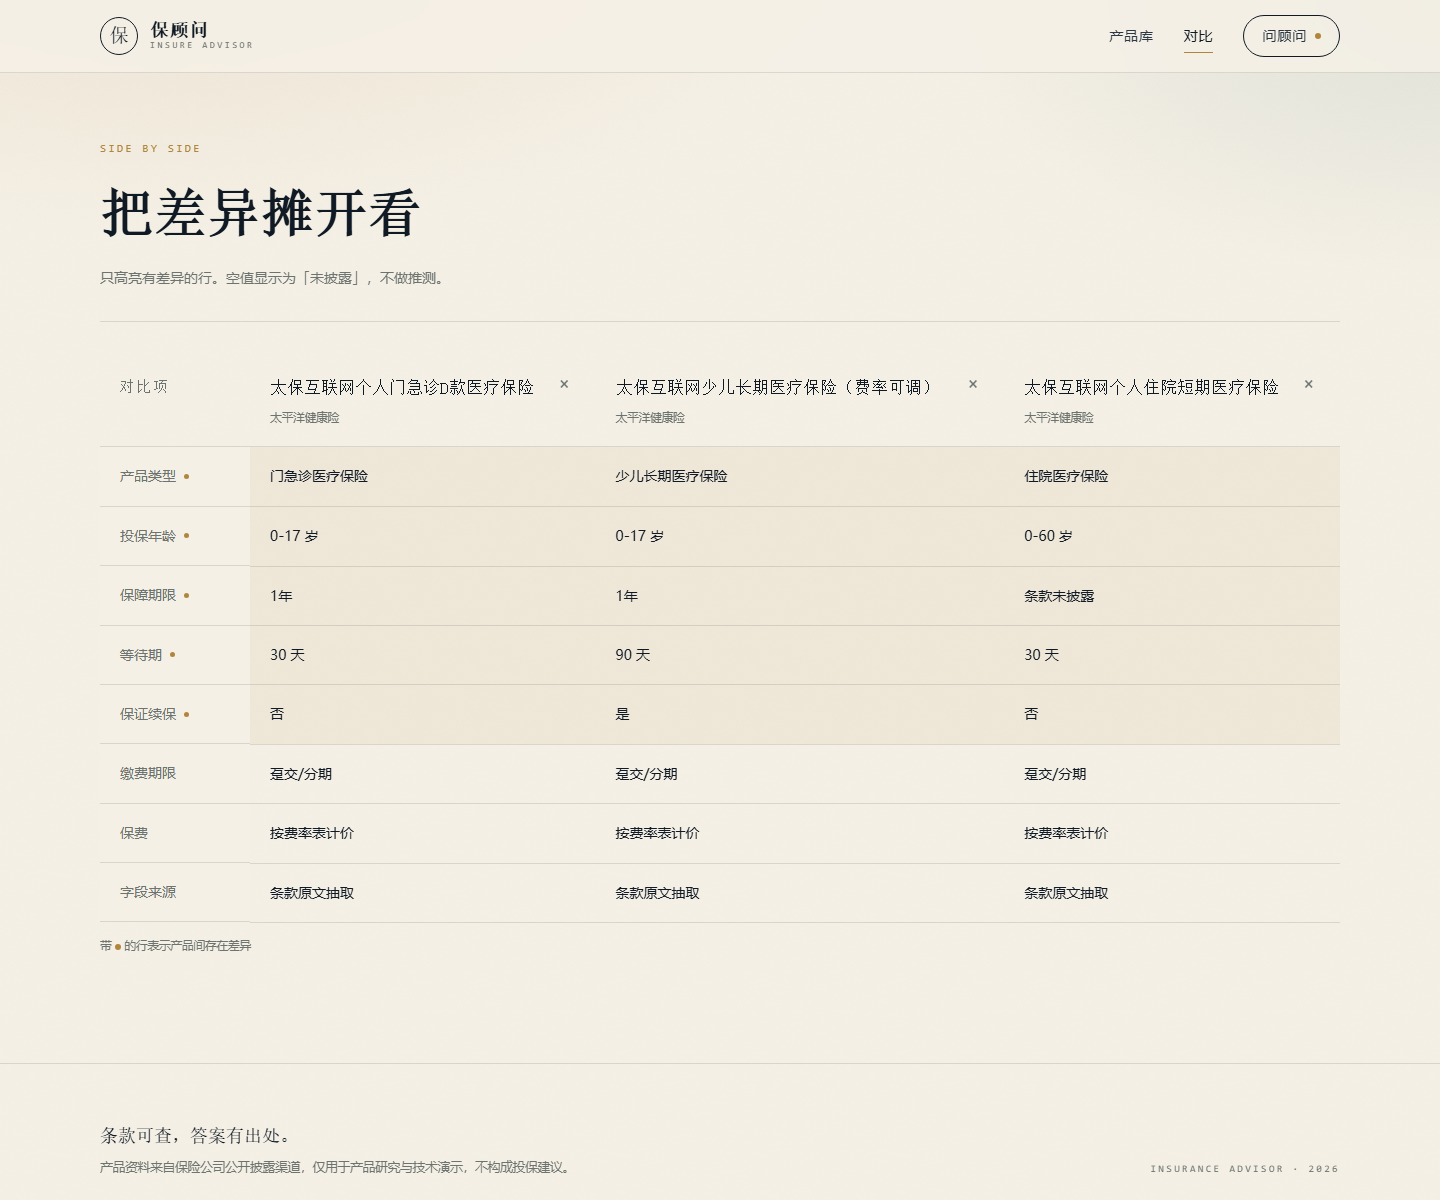 保 保顾问
INSURE ADVISOR
产品库 对比 问顾问
SIDE BY SIDE
把差异摊开看
只高亮有差异的行。空值显示为「未披露」，不做推测。
对比项 太保互联网个人门急诊D款医疗保险 × 太保互联网少儿长期医疗保险（费率可调） × 太保互联网个人住院短期医疗保险 ×
太平洋健康险 太平洋健康险 太平洋健康险
产品类型 门急诊医疗保险 少儿长期医疗保险 住院医疗保险
投保年龄 0-17 岁 0-17 岁 0-60 岁
保障期限 1年 1年 条款未披露
等待期 30 天 90 天 30 天
保证续保 否 是 否
缴费期限 趸交/分期 趸交/分期 趸交/分期
保费 按费率表计价 按费率表计价 按费率表计价
字段来源 条款原文抽取 条款原文抽取 条款原文抽取
带 的行表示产品间存在差异
条款可查，答案有出处。
产品资料来自保险公司公开披露渠道，仅用于产品研究与技术演示，不构成投保建议。
INSURANCE ADVISOR · 2026